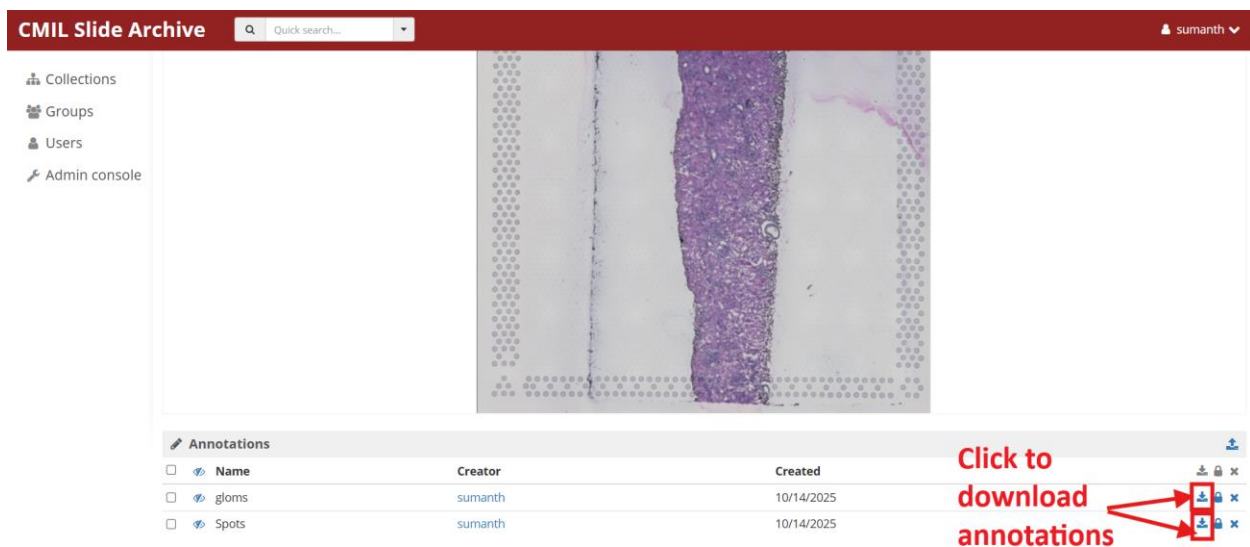 CMIL Slide Archive
Quick search...
sumanth
Collections
Groups
Users
Admin console
Annotations
Name Creator Created
gloms sumanth 10/14/2025
Spots sumanth 10/14/2025
Click to
download
annotations